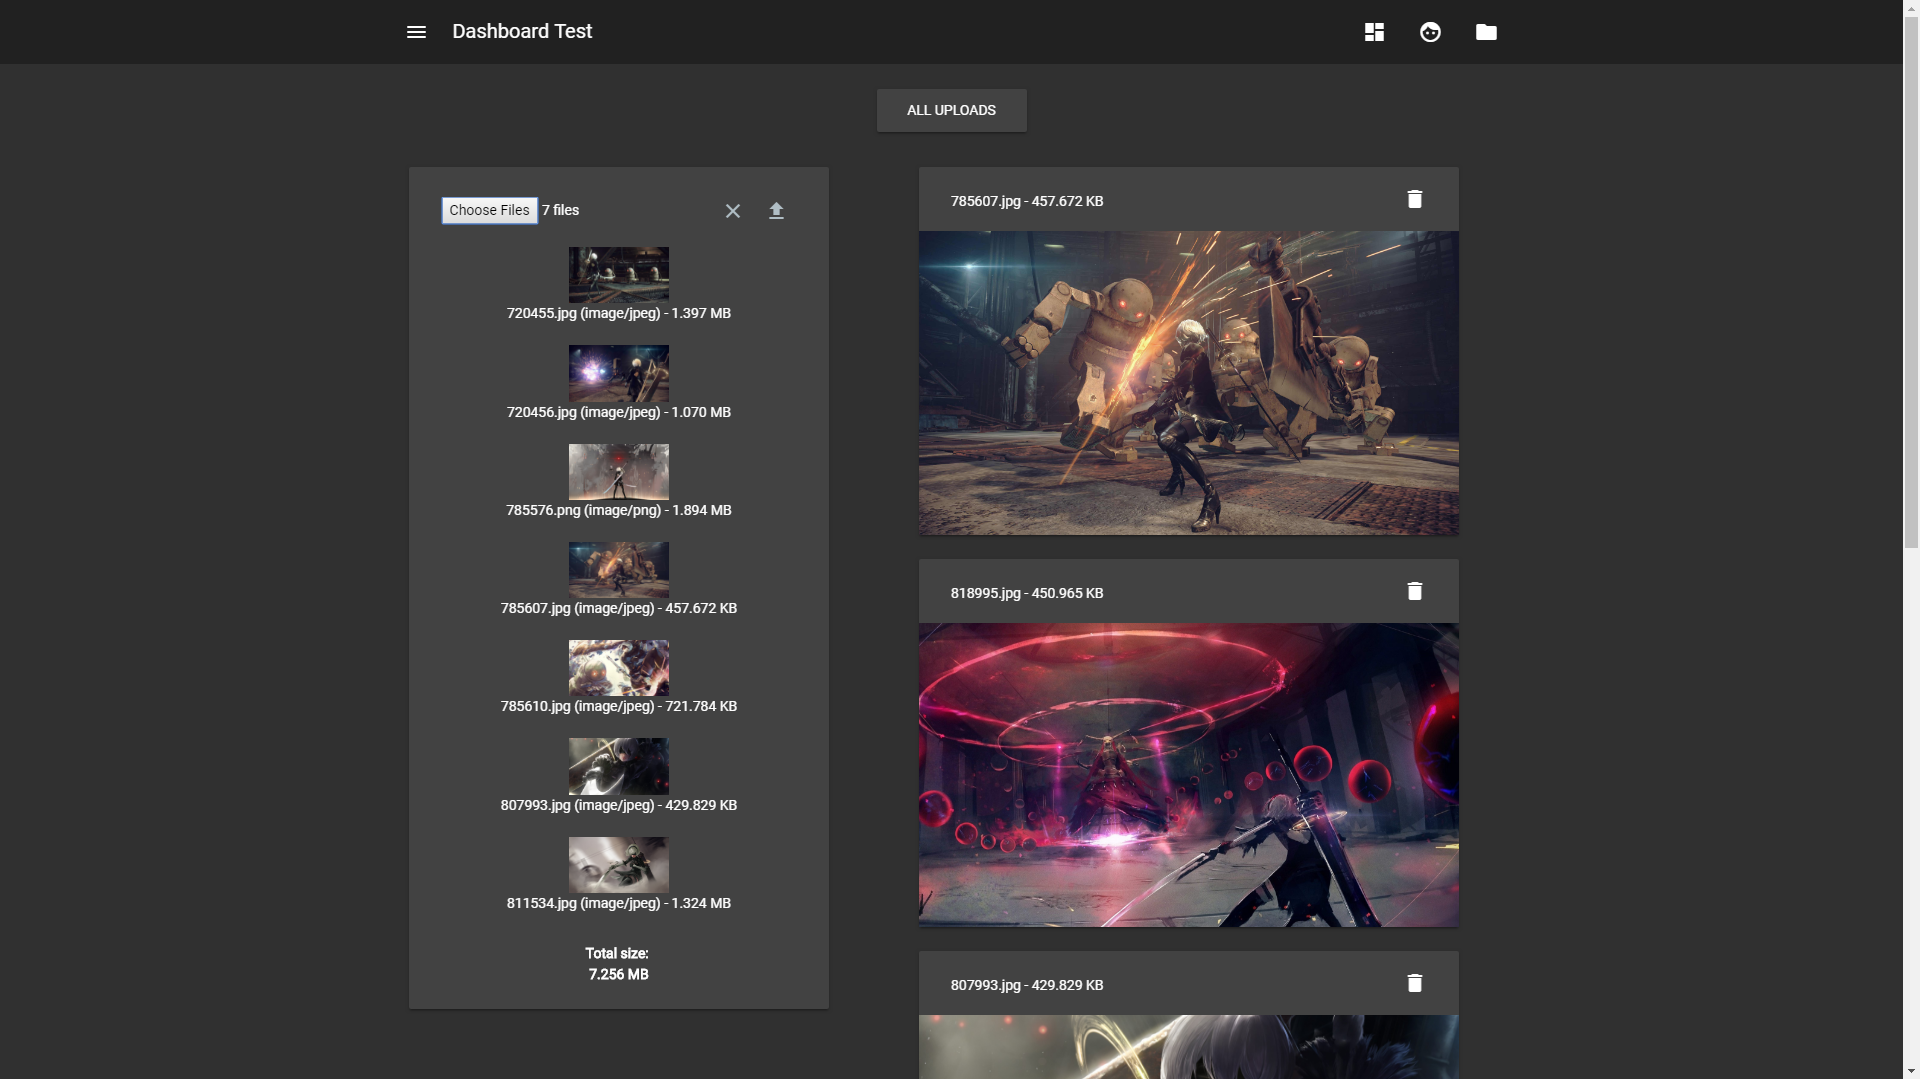 Dashboard Test
ALL UPLOADS
Choose Files 7 files
720455.jpg (image/jpeg) - 1.397 MB
720456.jpg (image/jpeg) - 1.070 MB
785576.png (image/png) - 1.894 MB
785607.jpg (image/jpeg) - 457.672 KB
785610.jpg (image/jpeg) - 721.784 KB
807993.jpg (image/jpeg) - 429.829 KB
811534.jpg (image/jpeg) - 1.324 MB
Total size:
7.256 MB
785607.jpg - 457.672 KB
818995.jpg - 450.965 KB
807993.jpg - 429.829 KB